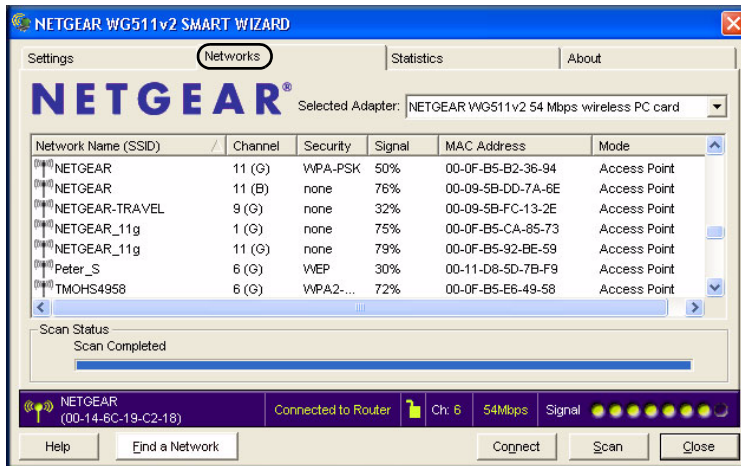 NETGEAR WG511v2 SMART WIZARD
Settings Networks Statistics About
NETGEAR® Selected Adapter: NETGEAR WG511v2 54 Mbps wireless PC card
Network Name (SSID) Channel Security Signal MAC Address Mode
NETGEAR 11 (G) WPA-PSK 50% 00-0F-B5-B2-36-94 Access Point
NETGEAR 11 (B) none 76% 00-09-5B-DD-7A-6E Access Point
NETGEAR-TRAVEL 9 (G) none 32% 00-09-5B-FC-13-2E Access Point
NETGEAR_11g 1 (G) none 75% 00-0F-B5-CA-85-73 Access Point
NETGEAR_11g 11 (G) none 79% 00-0F-B5-92-BE-59 Access Point
Peter_S 6 (G) WEP 30% 00-11-D8-5D-7B-F9 Access Point
TMOHS4958 6 (G) WPA2-... 72% 00-0F-B5-E6-49-58 Access Point
Scan Status
Scan Completed
NETGEAR
(00-14-6C-19-C2-18) Connected to Router Ch: 6 54Mbps Signal
Help Find a Network Connect Scan Close